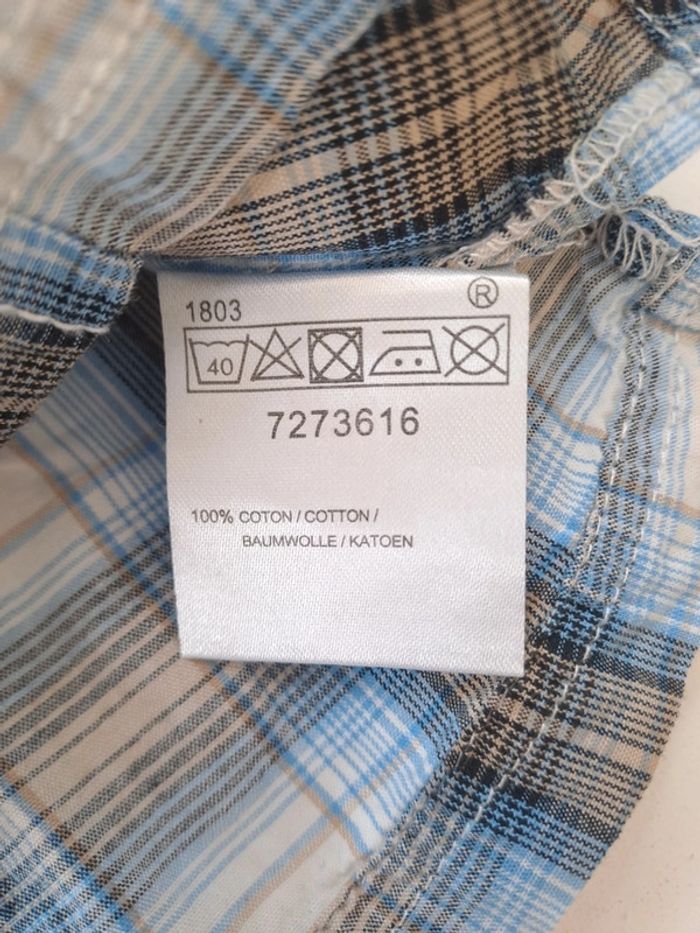 ®
1803
40
7273616
100% COTON / COTTON /
BAUMWOLLE / KATOEN